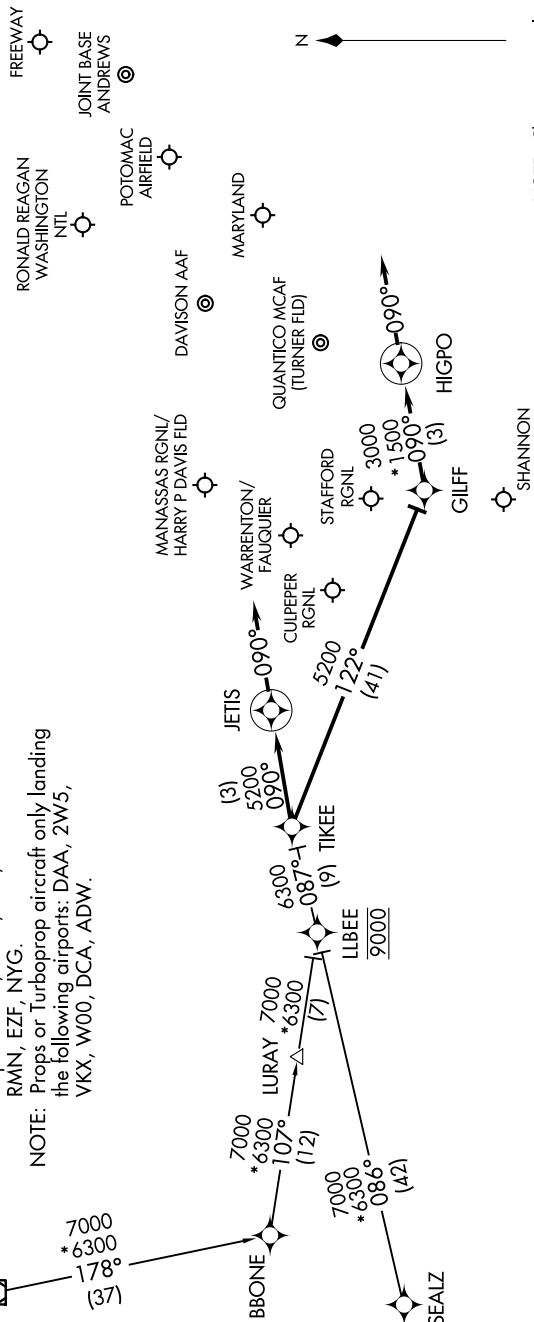 FREEWAY
JOINT BASE
ANDREWS
RONALD REAGAN
WASHINGTON
NTL
POTOMAC
AIRFIELD
MARYLAND
DAVISON AAF
QUANTICO MCAF
(TURNER FLD)
N
MANASSAS RGNL/
HARRY P DAVIS FLD
WARRENTON/
FAUQUIER
CULPEPER
RGNL
STAFFORD
RGNL
SHANNON
090°
HIGPO
3000
*1500
090°
(3)
GILFF
JETIS
090°
(3)
5200
090°
5200
122°
(41)
TIKEE
6300
087°
(9)
LLBEE
9000
RMN, EZF, NYG.
NOTE: Props or Turboprop aircraft only landing
the following airports: DAA, 2W5,
VKX, W00, DCA, ADW.
LURAY
7000
*6300
(7)
7000
*6300
107°
(12)
7000
*6300
086°
(42)
7000
*6300
178°
(37)
BBONE
SEALZ